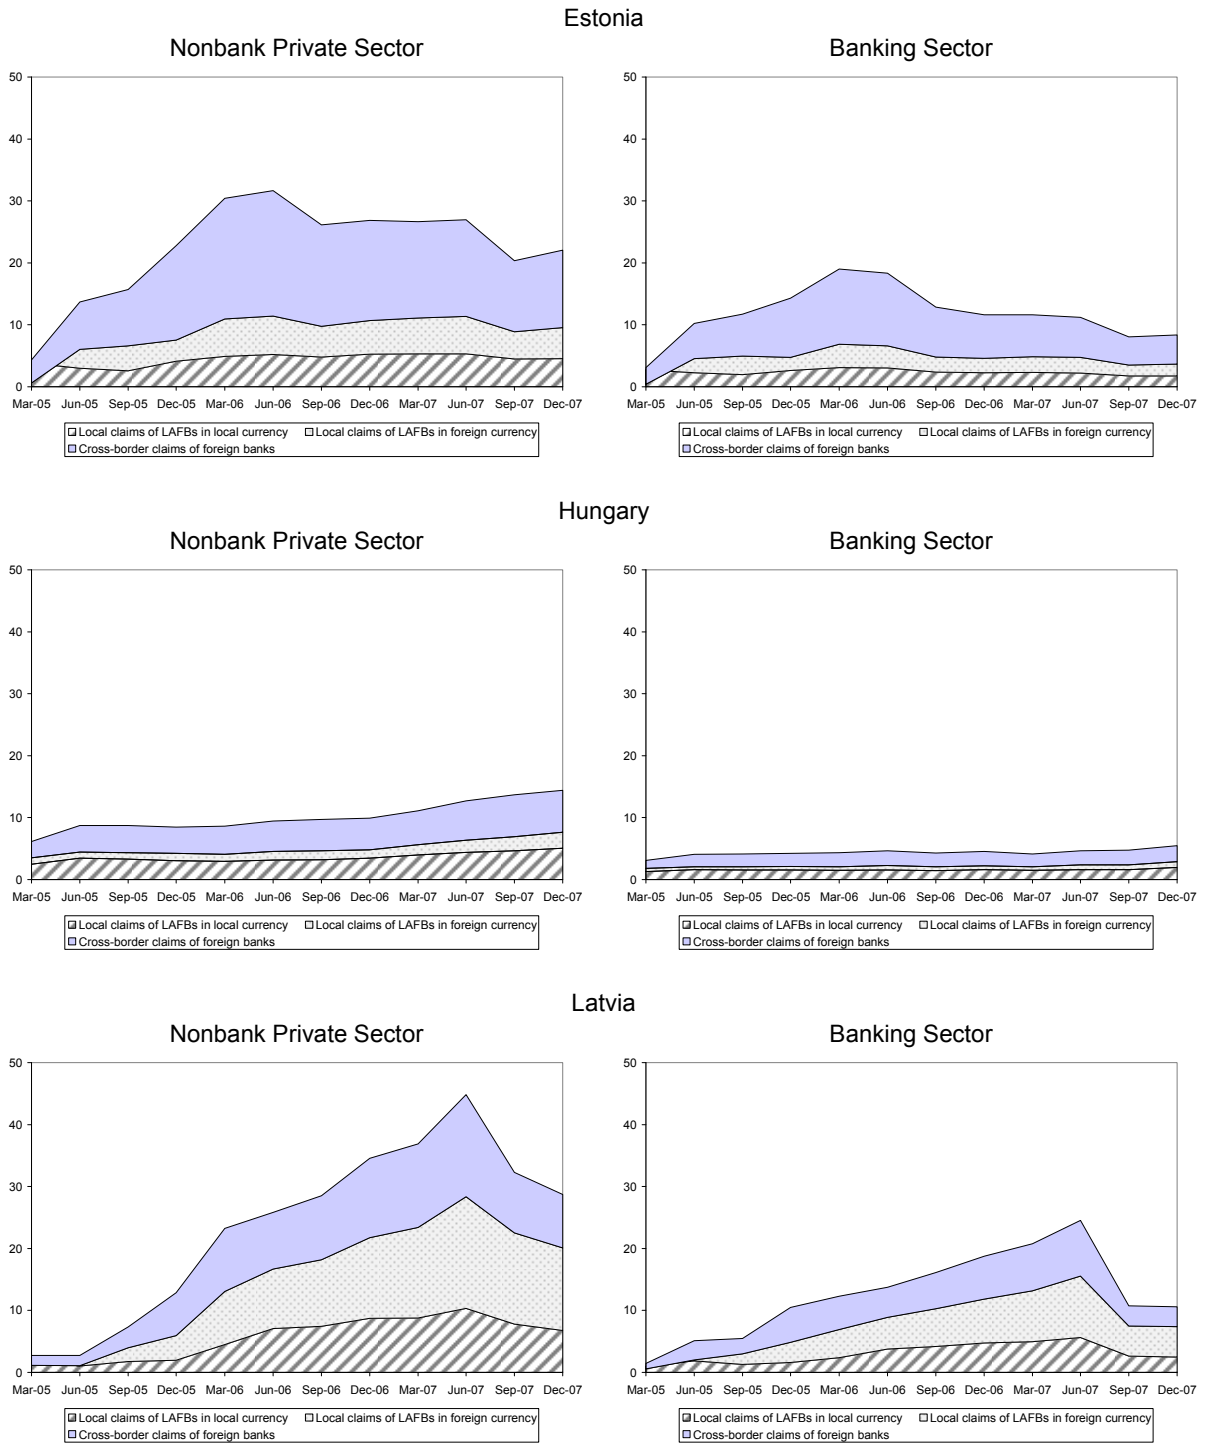 Estonia
Nonbank Private Sector
Banking Sector
50
40
30
20
10
0
Mar-05 Jun-05 Sep-05 Dec-05 Mar-06 Jun-06 Sep-06 Dec-06 Mar-07 Jun-07 Sep-07 Dec-07
Local claims of LAFBs in local currency Local claims of LAFBs in foreign currency
Cross-border claims of foreign banks
50
40
30
20
10
0
Mar-05 Jun-05 Sep-05 Dec-05 Mar-06 Jun-06 Sep-06 Dec-06 Mar-07 Jun-07 Sep-07 Dec-07
Local claims of LAFBs in local currency Local claims of LAFBs in foreign currency
Cross-border claims of foreign banks
Hungary
Nonbank Private Sector
Banking Sector
50
40
30
20
10
0
Mar-05 Jun-05 Sep-05 Dec-05 Mar-06 Jun-06 Sep-06 Dec-06 Mar-07 Jun-07 Sep-07 Dec-07
Local claims of LAFBs in local currency Local claims of LAFBs in foreign currency
Cross-border claims of foreign banks
50
40
30
20
10
0
Mar-05 Jun-05 Sep-05 Dec-05 Mar-06 Jun-06 Sep-06 Dec-06 Mar-07 Jun-07 Sep-07 Dec-07
Local claims of LAFBs in local currency Local claims of LAFBs in foreign currency
Cross-border claims of foreign banks
Latvia
Nonbank Private Sector
Banking Sector
50
40
30
20
10
0
Mar-05 Jun-05 Sep-05 Dec-05 Mar-06 Jun-06 Sep-06 Dec-06 Mar-07 Jun-07 Sep-07 Dec-07
Local claims of LAFBs in local currency Local claims of LAFBs in foreign currency
Cross-border claims of foreign banks
50
40
30
20
10
0
Mar-05 Jun-05 Sep-05 Dec-05 Mar-06 Jun-06 Sep-06 Dec-06 Mar-07 Jun-07 Sep-07 Dec-07
Local claims of LAFBs in local currency Local claims of LAFBs in foreign currency
Cross-border claims of foreign banks